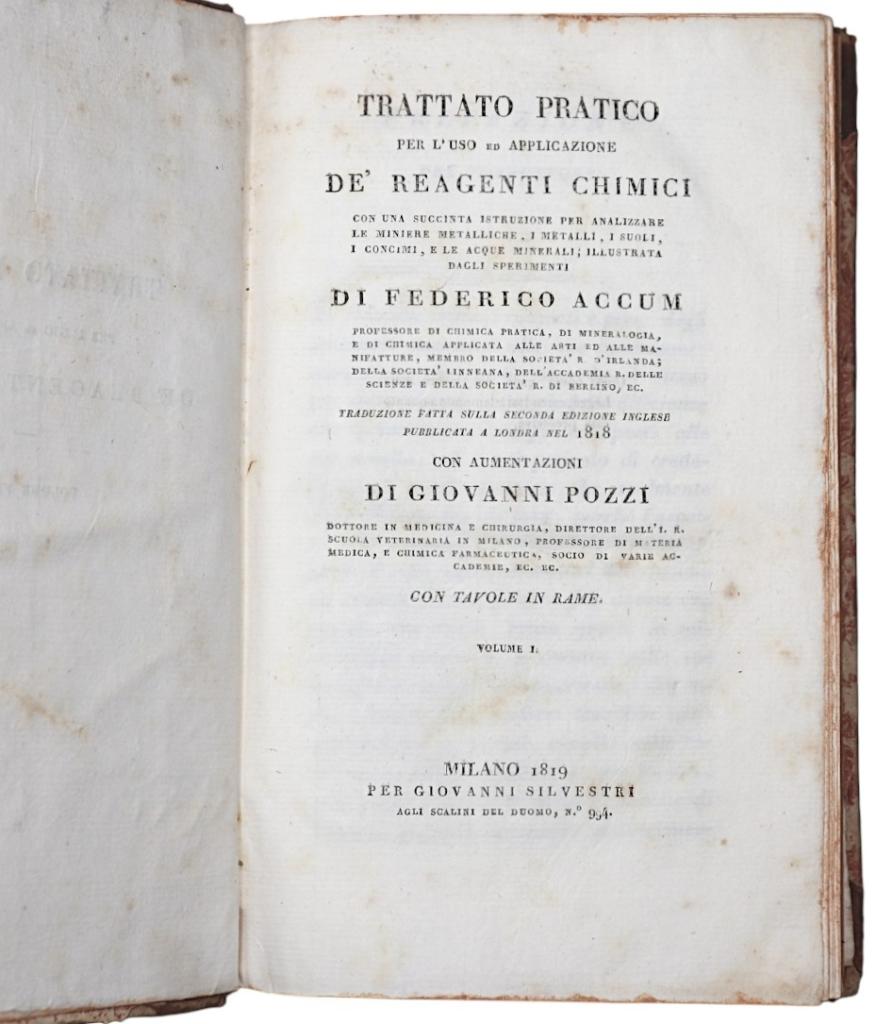 TRATTATO PRATICO
PER L'USO ED APPLICAZIONE
DE' REAGENTI CHIMICI
CON UNA SUCCINTA ISTRUZIONE PER ANALIZZARE
LE MINIERE METALLICHE, I METALLI, I SUOLI,
I CONCIMI, E LE ACQUE MINERALI; ILLUSTRATA
DAGLI SPERIMENTI
DI FEDERICO ACCUM
PROFESSORE DI CHIMICA PRATICA, DI MINERALOGIA,
E DI CHIMICA APPLICATA ALLE ARTI ED ALLE MA-
NIFATTURE, MEMBRO DELLA SOCIETA' R. D'IRLANDA;
DELLA SOCIETA' LINNEANA, DELL'ACCADEMIA R. DELLE
SCIENZE E DELLA SOCIETA' R. DI BERLINO, EC.
TRADUZIONE FATTA SULLA SECONDA EDIZIONE INGLESE
PUBBLICATA A LONDRA NEL 1818
CON AUMENTAZIONI
DI GIOVANNI POZZI
DOTTORE IN MEDICINA E CHIRURGIA, DIRETTORE DELL'I. R.
SCUOLA VETERINARIA IN MILANO, PROFESSORE DI MATERIA
MEDICA, E CHIMICA FARMACEUTICA, SOCIO DI VARIE AC-
CADEMIE, EC. EC.
CON TAVOLE IN RAME.
VOLUME I.
MILANO 1819
PER GIOVANNI SILVESTRI
AGLI SCALINI DEL DUOMO, N.° 994.